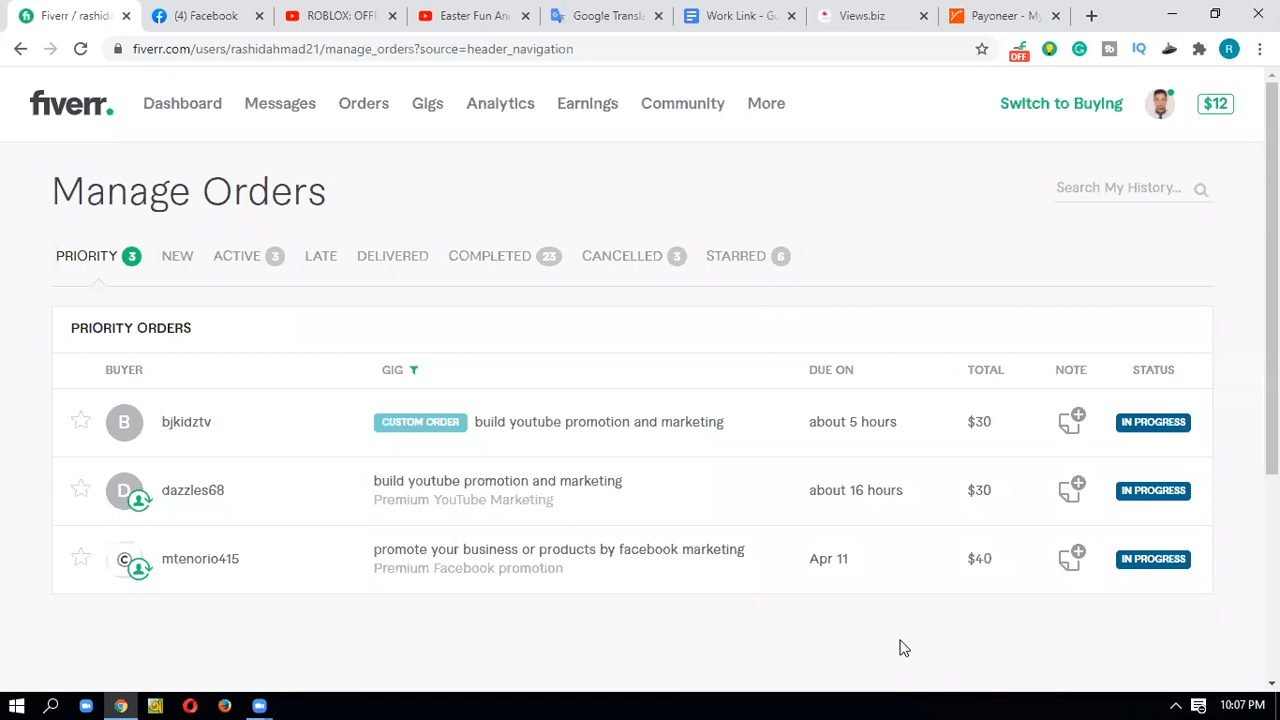 Fiverr / rashida
(4) Facebook
ROBLOX: OFF
Easter Fun An
Google Transla
Work Link - Gu
Views.biz
Payoneer - My
fiverr.com/users/rashidahmad21/manage_orders?source=header_navigation
OFF
tb
IQ
R
fiverr.
Dashboard
Messages
Orders
Gigs
Analytics
Earnings
Community
More
Switch to Buying
$12
Manage Orders
Search My History...
PRIORITY 3
NEW
ACTIVE 3
LATE
DELIVERED
COMPLETED 23
CANCELLED 3
STARRED 6
PRIORITY ORDERS
BUYER GIG DUE ON TOTAL NOTE STATUS
B bjkidztv CUSTOM ORDER build youtube promotion and marketing about 5 hours $30 IN PROGRESS
D dazzles68 build youtube promotion and marketing about 16 hours $30 IN PROGRESS
Premium YouTube Marketing
© mtenorio415 promote your business or products by facebook marketing Apr 11 $40 IN PROGRESS
Premium Facebook promotion
10:07 PM